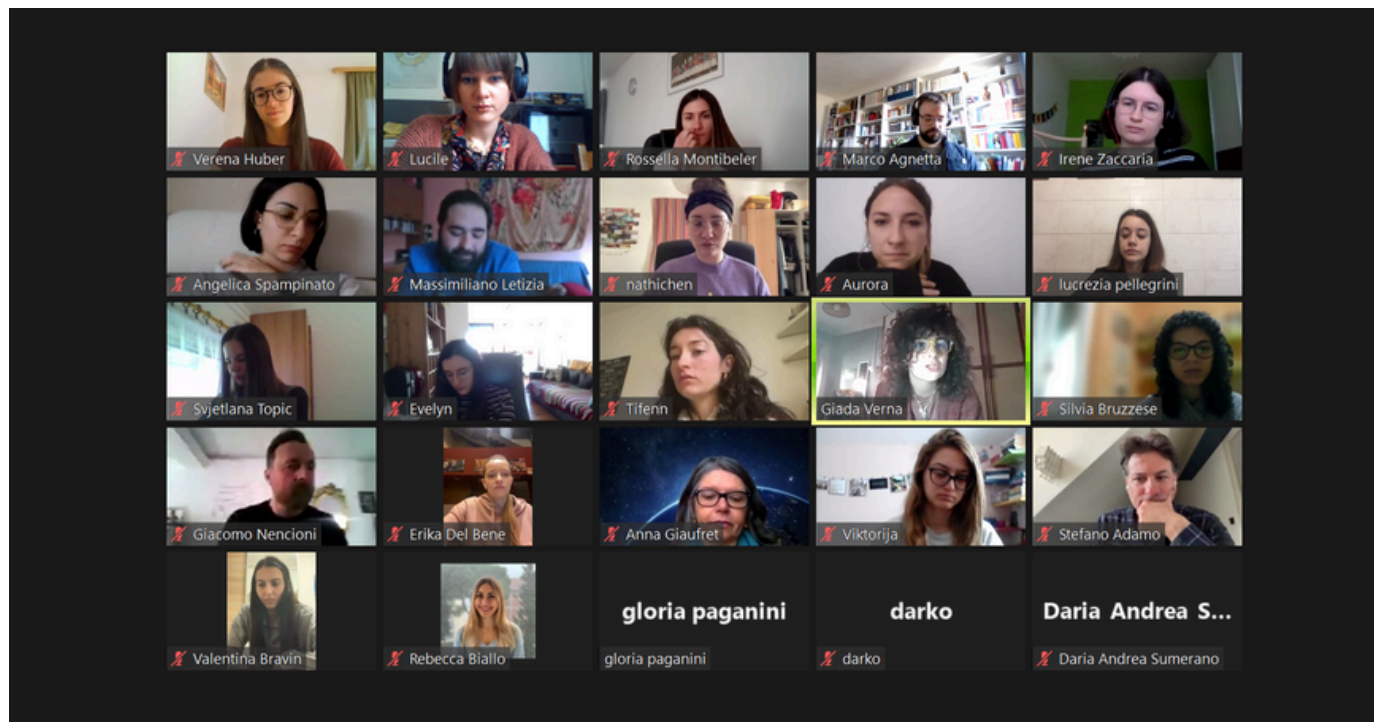 Verena Huber
Lucile
Rossella Montibeler
Marco Agnetta
Irene Zaccaria
Angelica Spampinato
Massimiliano Letizia
nathichen
Aurora
lucrezia pellegrini
Svjetlana Topic
Evelyn
Tifenn
Giada Verna
Silvia Bruzzese
Giacomo Nencioni
Erika Del Bene
Anna Giaufret
Viktorija
Stefano Adamo
Valentina Bravin
Rebecca Biallo
gloria paganini
gloria paganini
darko
darko
Daria Andrea S...
Daria Andrea Sumerano